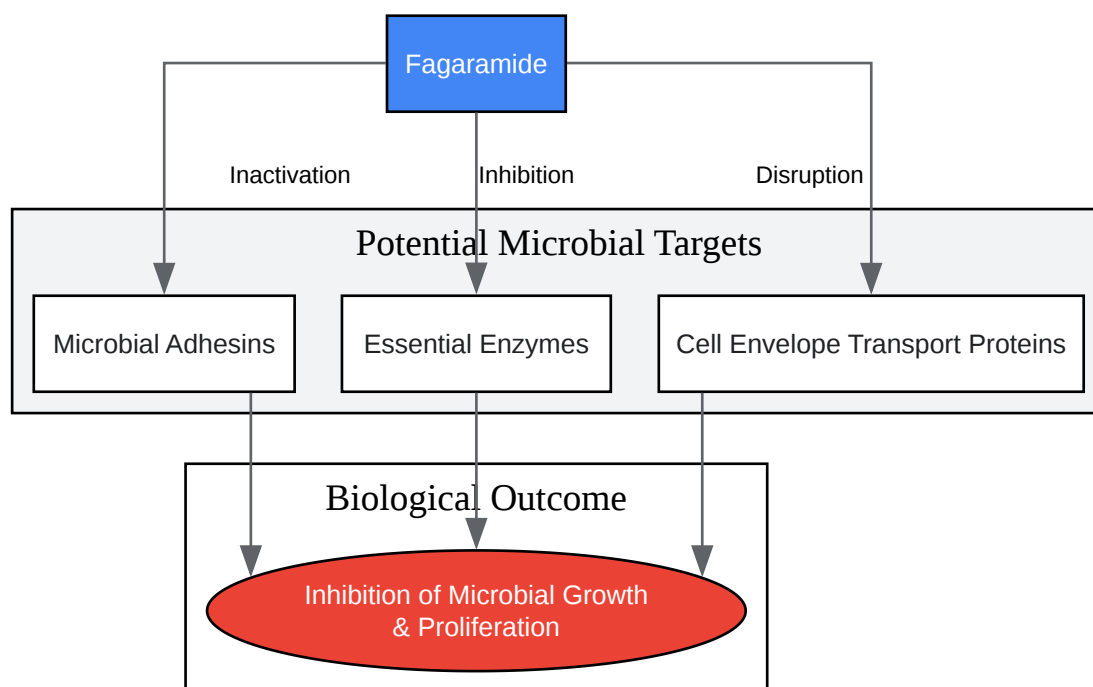 Fagaramide
Inactivation
Inhibition
Disruption
Potential Microbial Targets
Microbial Adhesins
Essential Enzymes
Cell Envelope Transport Proteins
Biological Outcome
Inhibition of Microbial Growth
& Proliferation